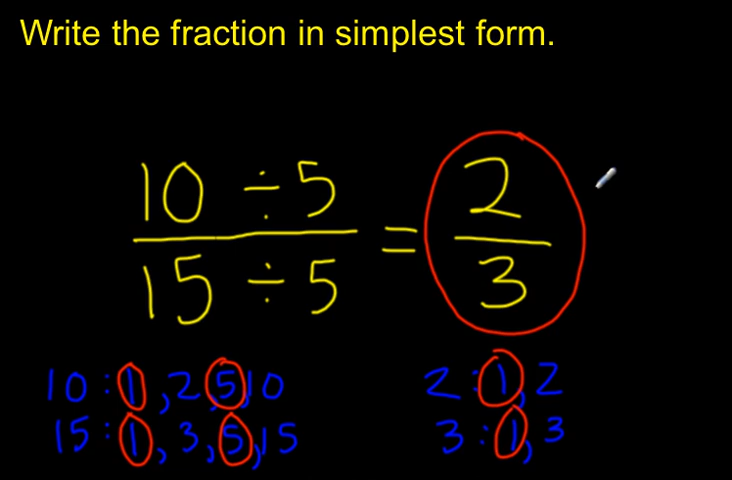 Write the fraction in simplest form.
10 ÷ 5 = 2
15 ÷ 5 3
10 : 1, 2, 5, 10 2 : 1, 2
15 : 1, 3, 5, 15 3 : 1, 3